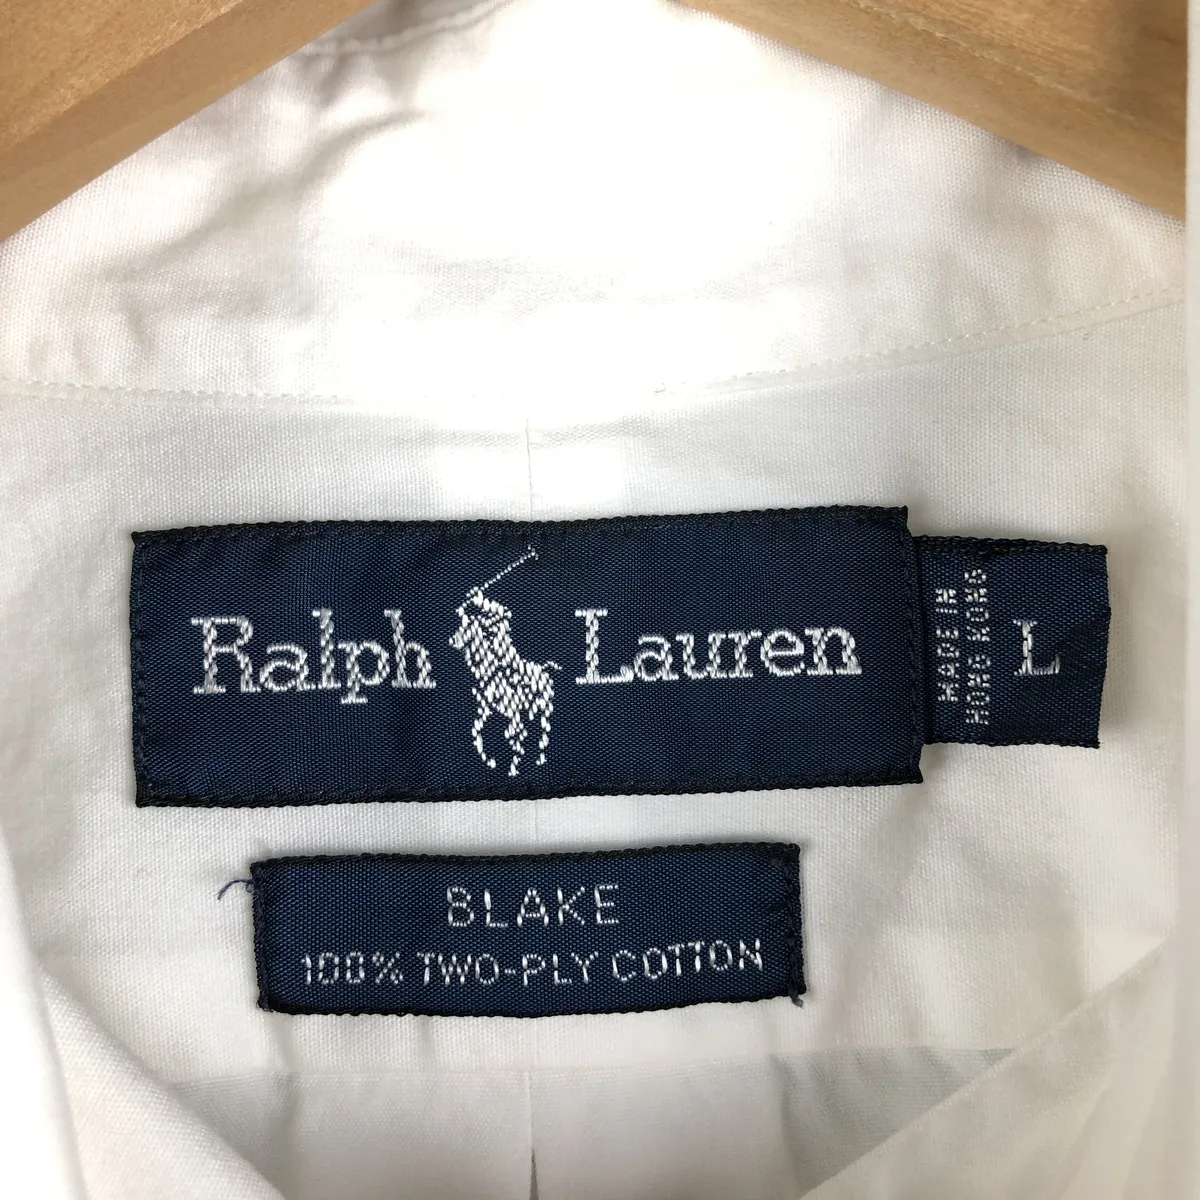 Ralph Lauren
MADE IN
HONG KONG
L
BLAKE
100% TWO-PLY COTTON